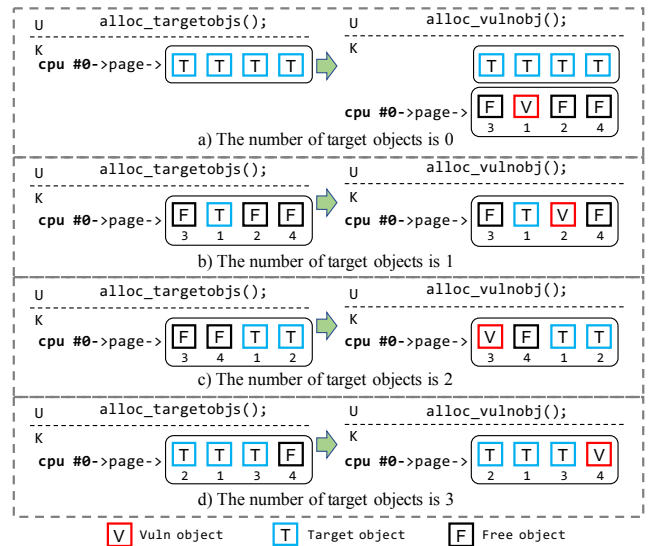 U alloc_targetobjs(); U alloc_vulnobj();
K K
cpu #0->page-> T T T T T T T T
cpu #0->page-> F V F F
3 1 2 4
a) The number of target objects is 0
U alloc_targetobjs(); U alloc_vulnobj();
K K
cpu #0->page-> F T F F cpu #0->page-> F T V F
3 1 2 4 3 1 2 4
b) The number of target objects is 1
U alloc_targetobjs(); U alloc_vulnobj();
K K
cpu #0->page-> F F T T cpu #0->page-> V F T T
3 4 1 2 3 4 1 2
c) The number of target objects is 2
U alloc_targetobjs(); U alloc_vulnobj();
K K
cpu #0->page-> T T T F cpu #0->page-> T T T V
2 1 3 4 2 1 3 4
d) The number of target objects is 3
V Vuln object T Target object F Free object